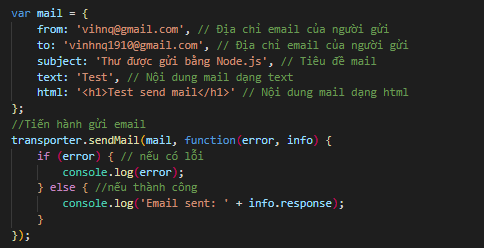 var mail = {
    from: 'vihnq@gmail.com', // Địa chỉ email của người gửi
    to: 'vinhnq1910@gmail.com', // Địa chỉ email của người gửi
    subject: 'Thư được gửi bằng Node.js', // Tiêu đề mail
    text: 'Test', // Nội dung mail dạng text
    html: '<h1>Test send mail</h1>' // Nội dung mail dạng html
};
//Tiến hành gửi email
transporter.sendMail(mail, function(error, info) {
    if (error) { // nếu có lỗi
        console.log(error);
    } else { //nếu thành công
        console.log('Email sent: ' + info.response);
    }
});